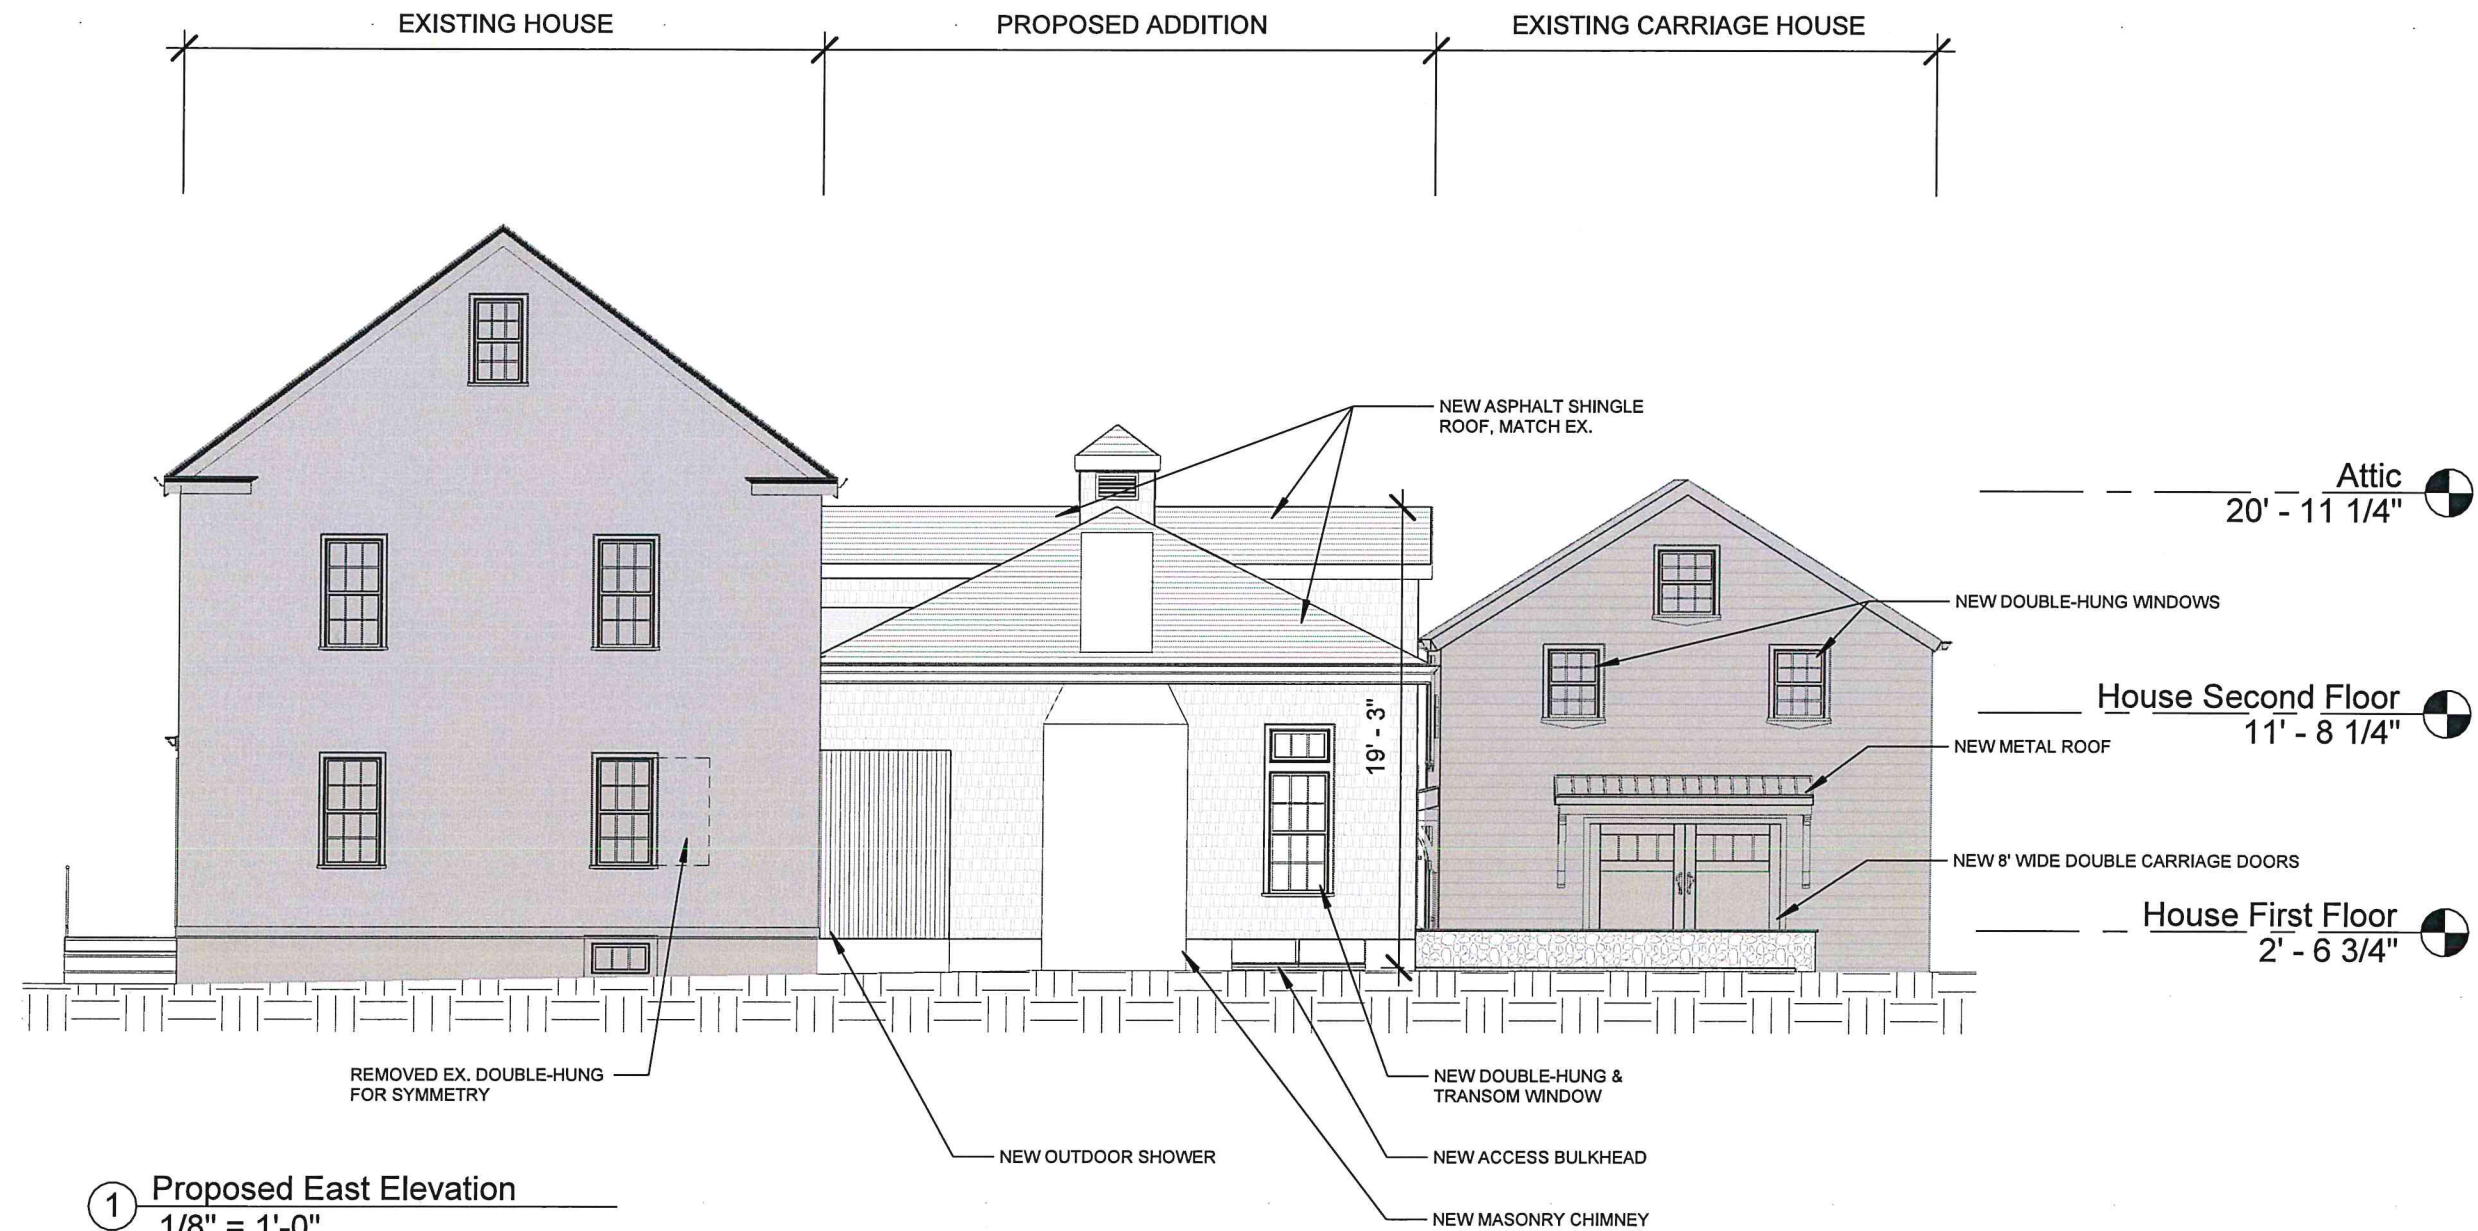 EXISTING HOUSE
PROPOSED ADDITION
EXISTING CARRIAGE HOUSE
NEW ASPHALT SHINGLE
ROOF, MATCH EX.
Attic
20' - 11 1/4"
NEW DOUBLE-HUNG WINDOWS
House Second Floor
11' - 8 1/4"
19' - 3"
NEW METAL ROOF
NEW 8' WIDE DOUBLE CARRIAGE DOORS
House First Floor
2' - 6 3/4"
REMOVED EX. DOUBLE-HUNG
FOR SYMMETRY
NEW DOUBLE-HUNG &
TRANSOM WINDOW
NEW OUTDOOR SHOWER
NEW ACCESS BULKHEAD
NEW MASONRY CHIMNEY
1
Proposed East Elevation
1/8" = 1'-0"